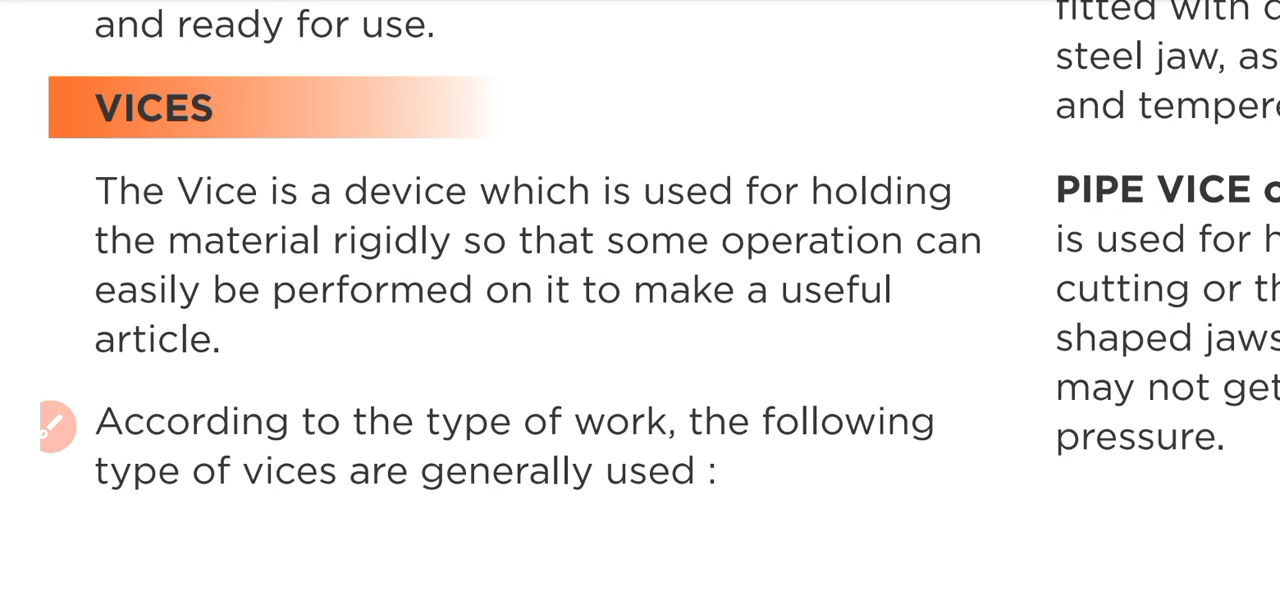 and ready for use.
VICES
The Vice is a device which is used for holding
the material rigidly so that some operation can
easily be performed on it to make a useful
article.
According to the type of work, the following
type of vices are generally used :
fitted with
steel jaw, as
and
PIPE VICE
is used for
cutting or
shaped jaws
may not get
pressure.